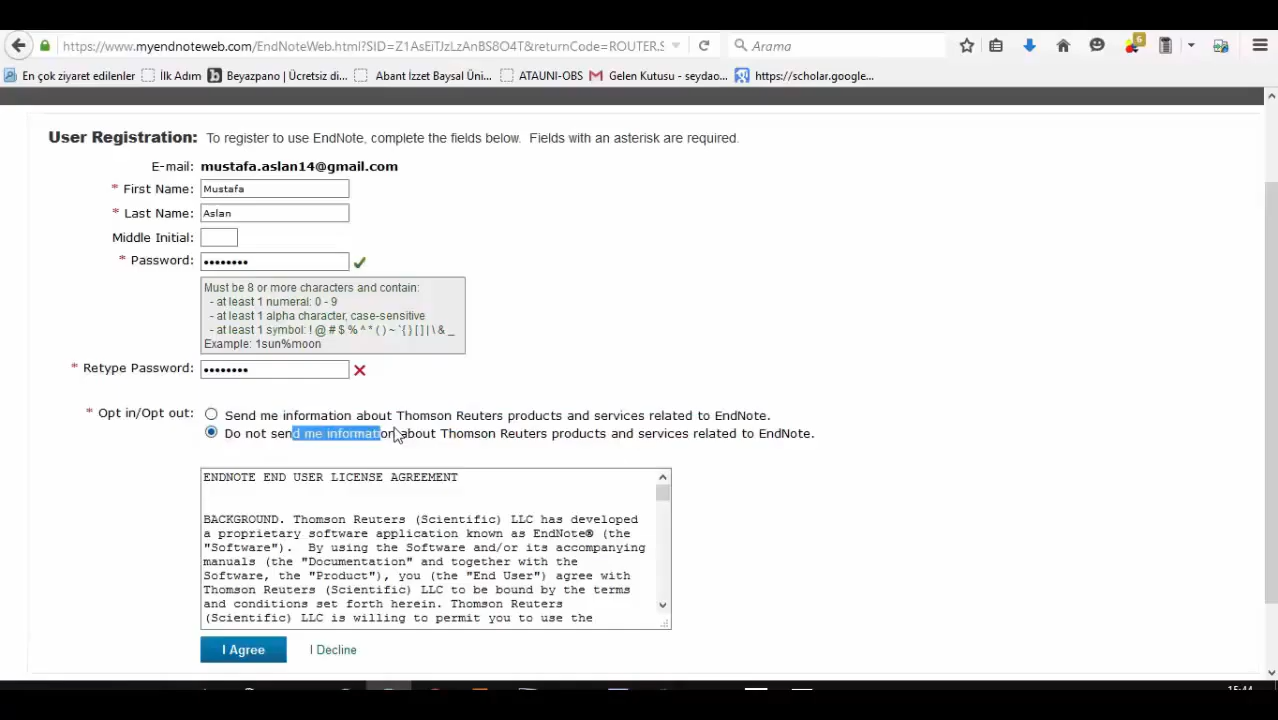 https://www.myendnoteweb.com/EndNoteWeb.html?SID=Z1AsEiTJzLzAnBS8O4T&returnCode=ROUTER.S
Arama
6
En çok ziyaret edilenler İlk Adım Beyazpano | Ücretsiz di... Abant İzzet Baysal Üni... ATAUNI-OBS Gelen Kutusu - seydao... https://scholar.google...
User Registration: To register to use EndNote, complete the fields below. Fields with an asterisk are required.
E-mail: mustafa.aslan14@gmail.com
* First Name: Mustafa
* Last Name: Aslan
Middle Initial:
* Password: ••••••••
Must be 8 or more characters and contain:
- at least 1 numeral: 0 - 9
- at least 1 alpha character, case-sensitive
- at least 1 symbol: ! @ # $ % ^ * ( ) ~ `{ } [ ] | \ & _
Example: 1sun%moon
* Retype Password: ••••••••
* Opt in/Opt out: Send me information about Thomson Reuters products and services related to EndNote.
Do not send me information about Thomson Reuters products and services related to EndNote.
ENDNOTE END USER LICENSE AGREEMENT
BACKGROUND. Thomson Reuters (Scientific) LLC has developed
a proprietary software application known as EndNote® (the
"Software"). By using the Software and/or its accompanying
manuals (the "Documentation" and together with the
Software, the "Product"), you (the "End User") agree with
Thomson Reuters (Scientific) LLC to be bound by the terms
and conditions set forth herein. Thomson Reuters
(Scientific) LLC is willing to permit you to use the
I Agree I Decline
15:44